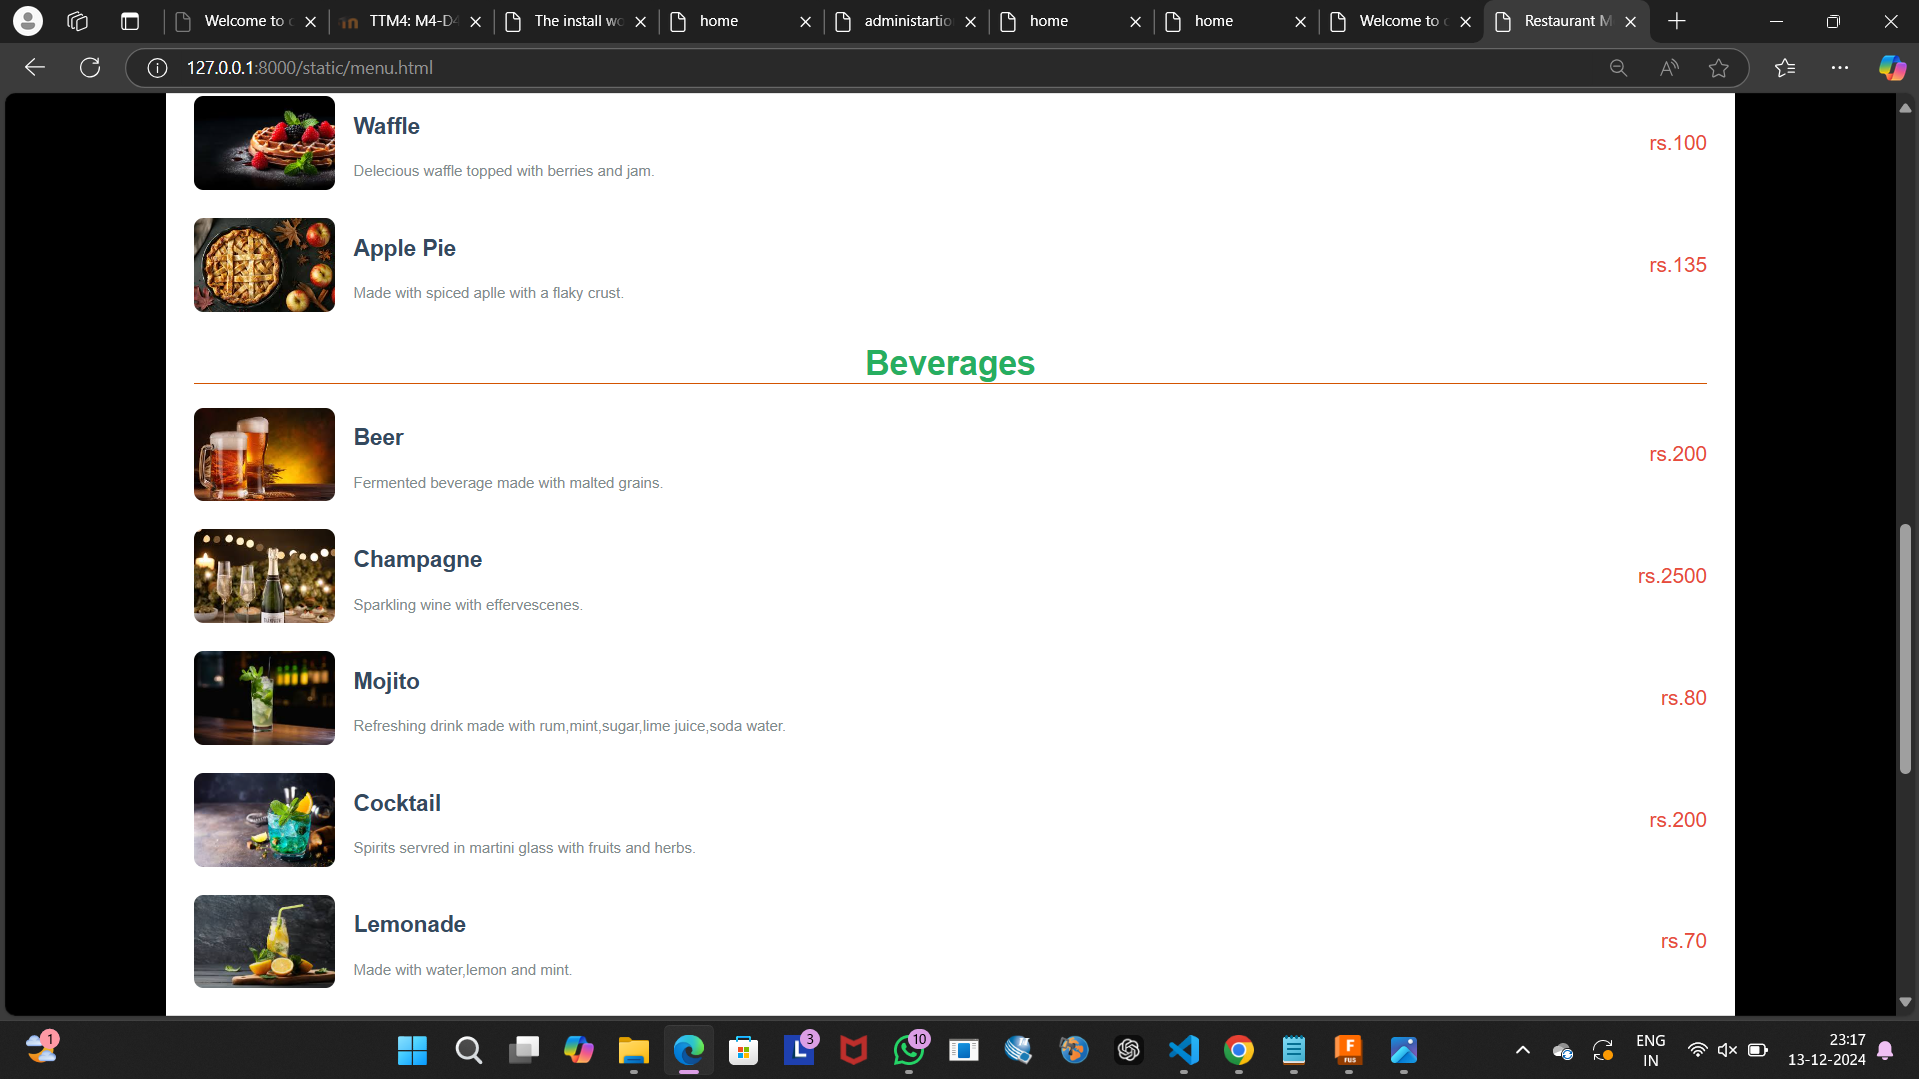 Welcome to
TTM4: M4-D4
The install wo
home
administartio
home
home
Welcome to
Restaurant M
127.0.0.1:8000/static/menu.html
Waffle
rs.100
Delecious waffle topped with berries and jam.
Apple Pie
rs.135
Made with spiced aplle with a flaky crust.
Beverages
Beer
rs.200
Fermented beverage made with malted grains.
Champagne
rs.2500
Sparkling wine with effervescenes.
Mojito
rs.80
Refreshing drink made with rum,mint,sugar,lime juice,soda water.
Cocktail
rs.200
Spirits servred in martini glass with fruits and herbs.
Lemonade
rs.70
Made with water,lemon and mint.
1
3
10
FUS
ENG
IN
23:17
13-12-2024